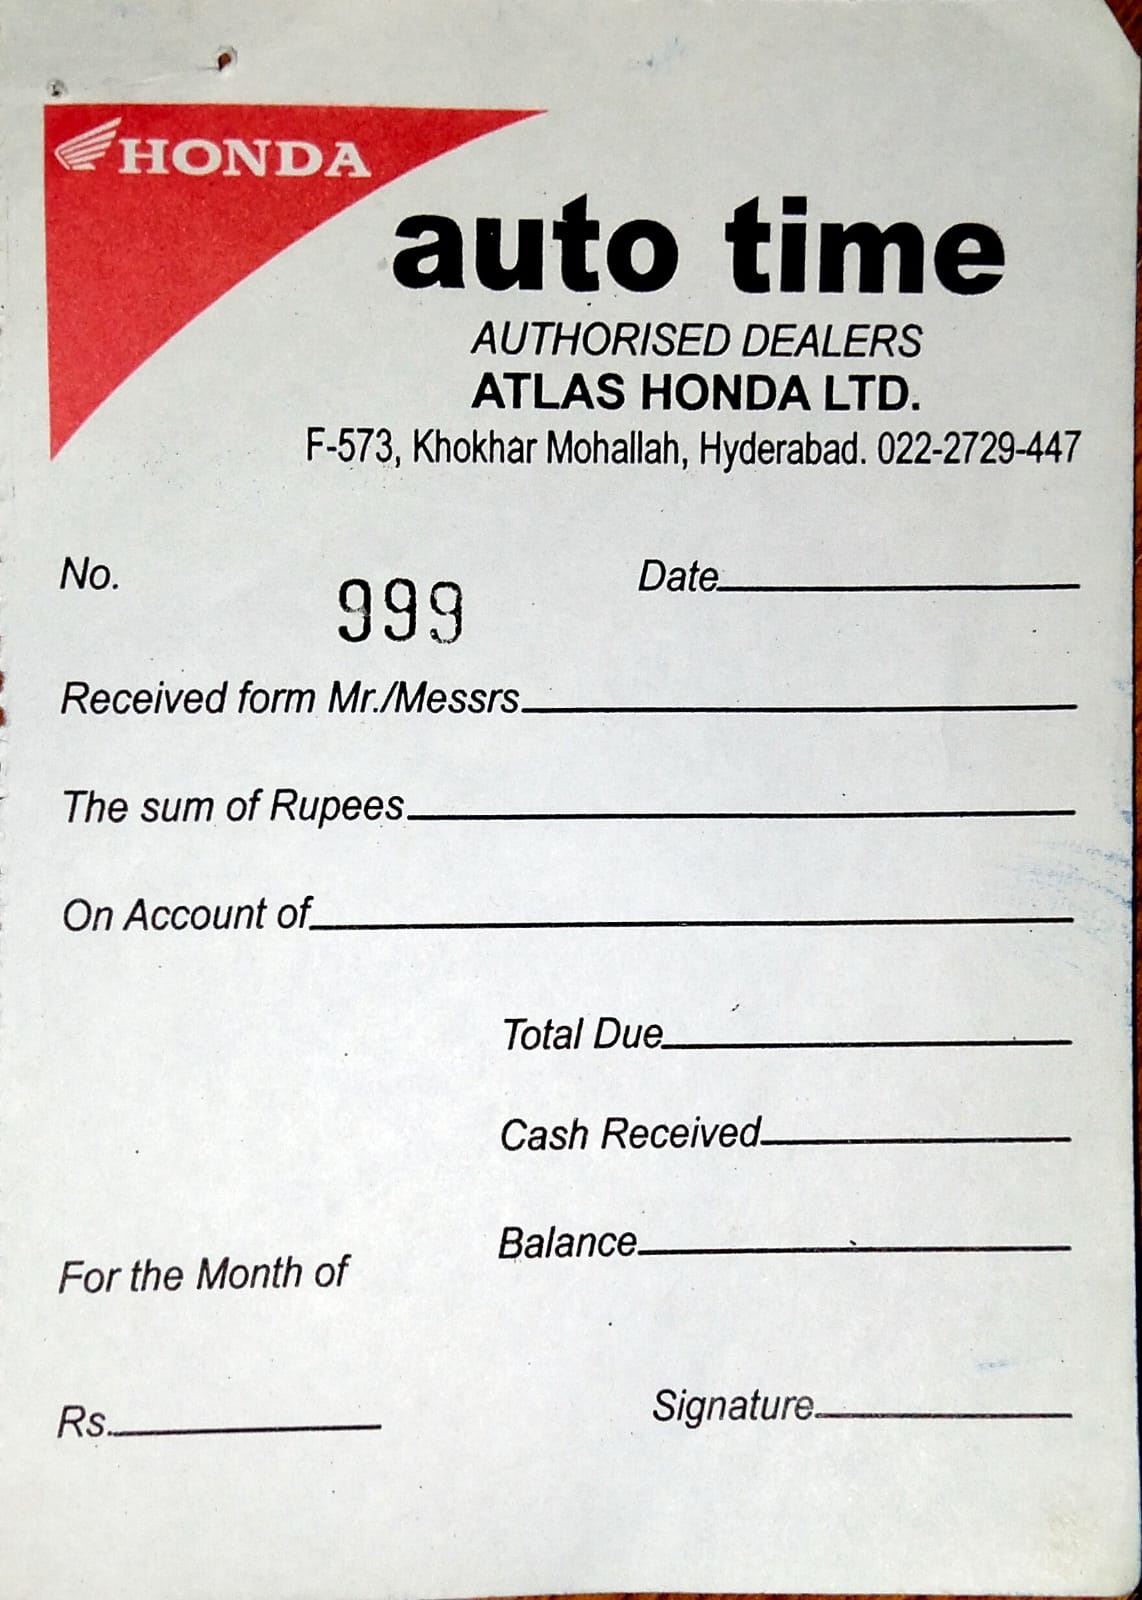 HONDA
auto time
AUTHORISED DEALERS
ATLAS HONDA LTD.
F-573, Khokhar Mohallah, Hyderabad. 022-2729-447
No. 999 Date
Received form Mr./Messrs
The sum of Rupees
On Account of
Total Due
Cash Received
Balance
For the Month of
Rs. Signature